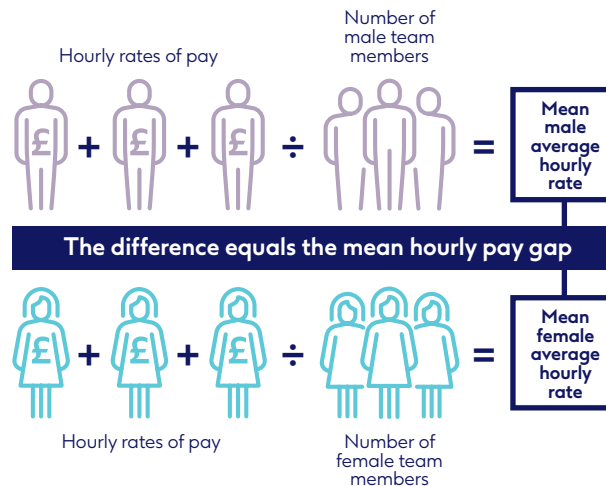 Hourly rates of pay
Number of
male team
members
£ + £ + £ ÷ =
Mean
male
average
hourly
rate
The difference equals the mean hourly pay gap
£ + £ + £ ÷ =
Mean
female
average
hourly
rate
Hourly rates of pay
Number of
female team
members